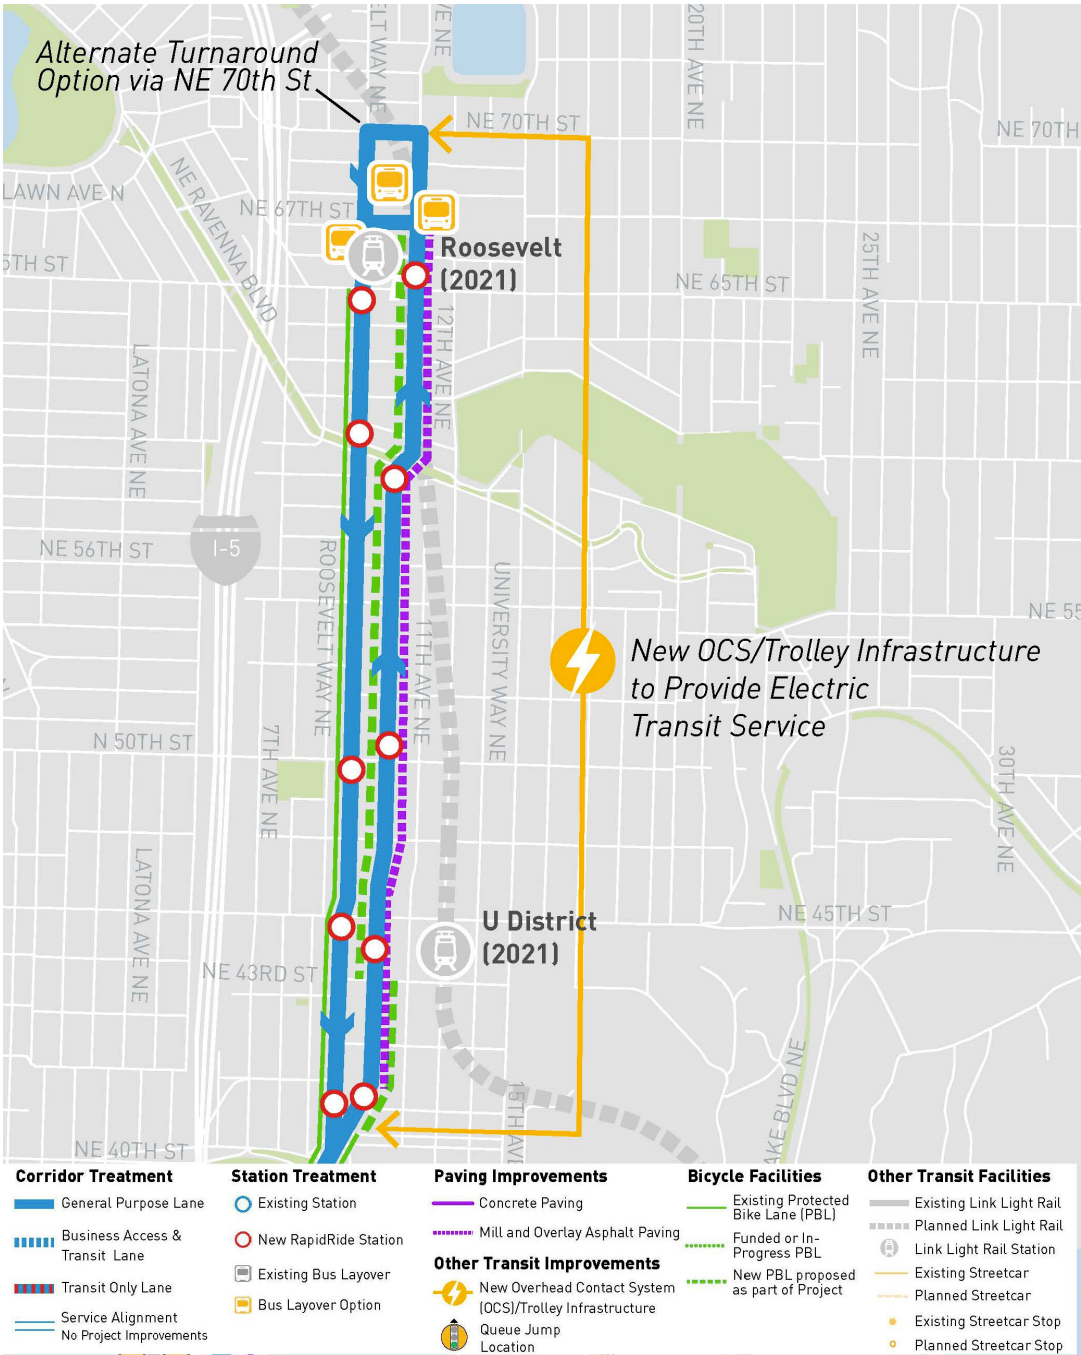 Alternate Turnaround
Option via NE 70th St
ELT WAY NE
VE NE
20TH AVE NE
NE 70TH ST
NE 70TH
LAWN AVE N
NE RAVENNA BLVD
NE 67TH ST
Roosevelt
(2021)
5TH ST
NE 65TH ST
25TH AVE NE
12TH AVE NE
LATONA AVE NE
NE 56TH ST
I-5
ROOSEVELT WAY NE
UNIVERSITY WAY NE
11TH AVE NE
NE 55
New OCS/Trolley Infrastructure
to Provide Electric
Transit Service
N 50TH ST
7TH AVE NE
30TH AVE NE
LATONA AVE NE
U District
(2021)
NE 45TH ST
NE 43RD ST
15TH AVE
AKE BLVD NE
NE 40TH ST
Corridor Treatment
General Purpose Lane
Business Access &
Transit Lane
Transit Only Lane
Service Alignment
No Project Improvements
Station Treatment
Existing Station
New RapidRide Station
Existing Bus Layover
Bus Layover Option
Paving Improvements
Concrete Paving
Mill and Overlay Asphalt Paving
Other Transit Improvements
New Overhead Contact System
(OCS)/Trolley Infrastructure
Queue Jump
Location
Bicycle Facilities
Existing Protected
Bike Lane (PBL)
Funded or In-
Progress PBL
New PBL proposed
as part of Project
Other Transit Facilities
Existing Link Light Rail
Planned Link Light Rail
Link Light Rail Station
Existing Streetcar
Planned Streetcar
Existing Streetcar Stop
Planned Streetcar Stop